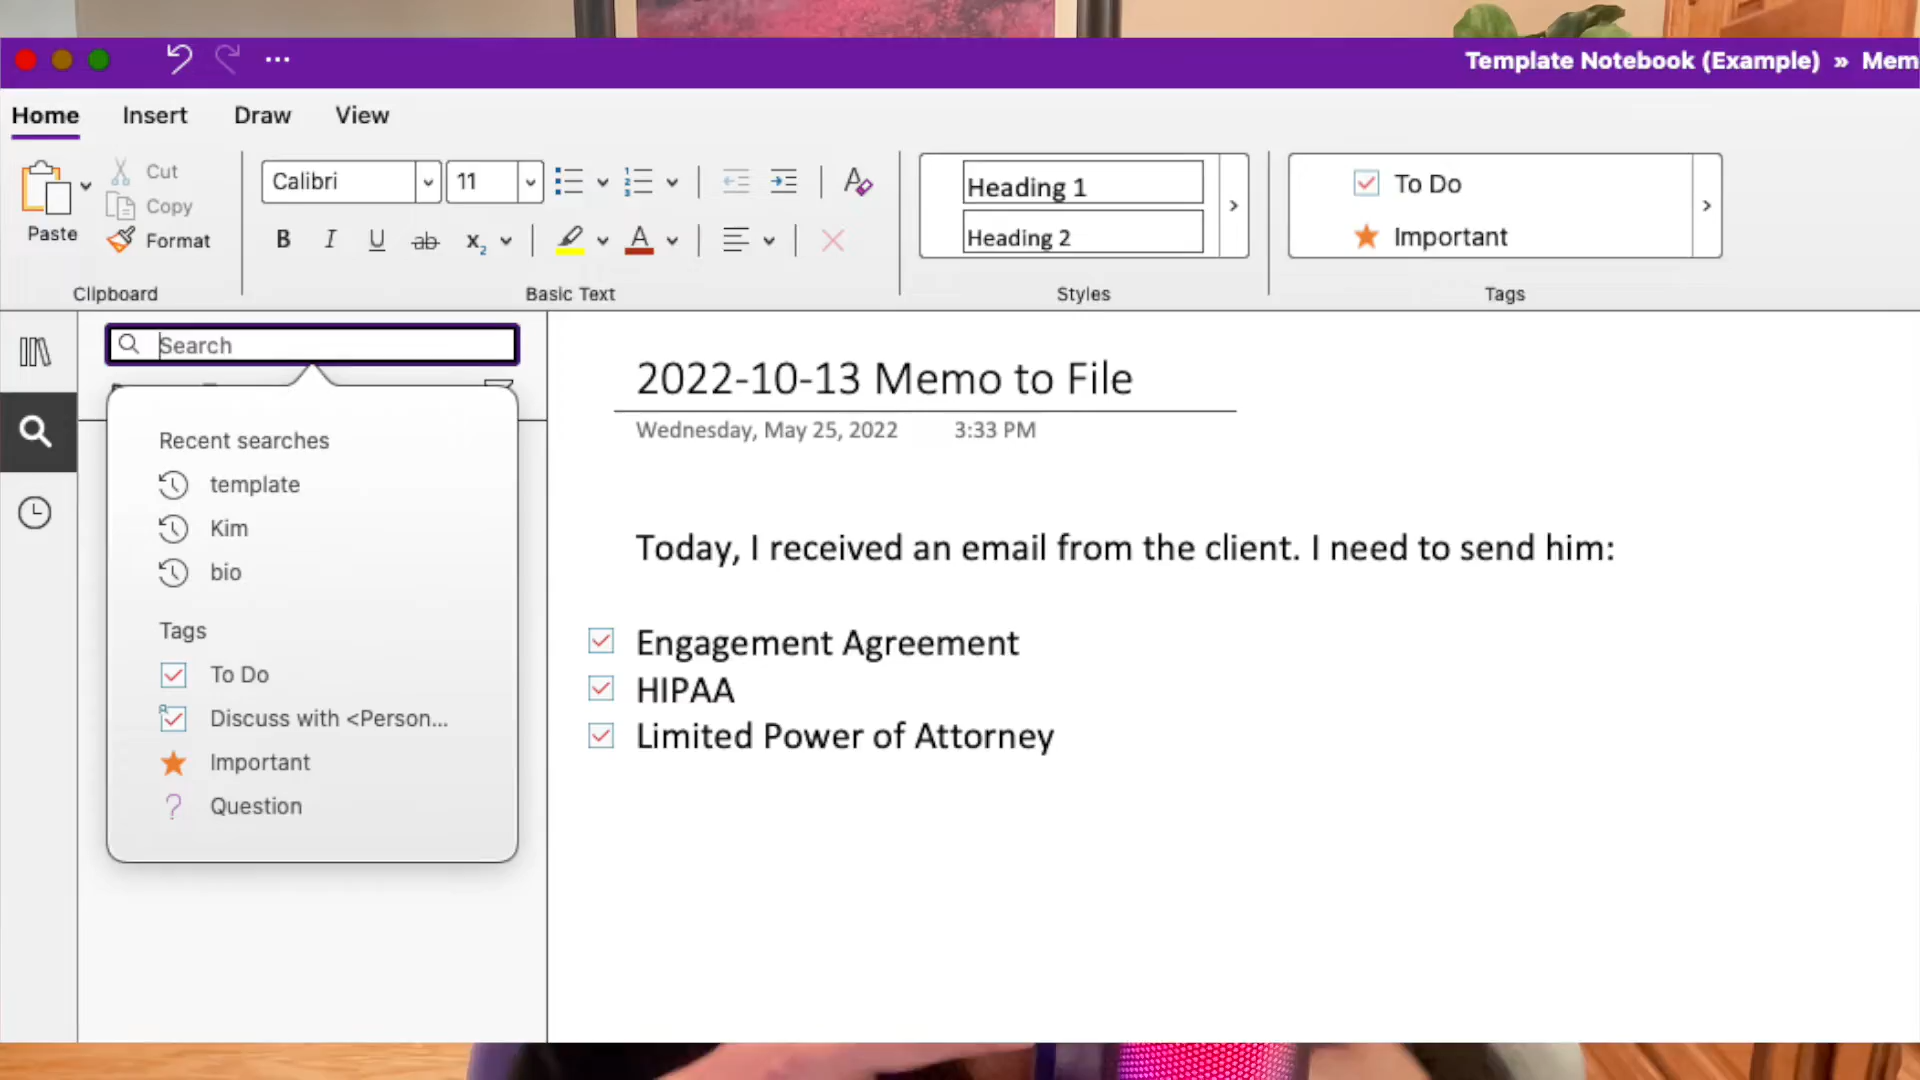 Template Notebook (Example) » Mem
Home Insert Draw View
Paste
Cut
Copy
Format
Clipboard
Calibri 11
B I U ab x2 A
Basic Text
Heading 1
Heading 2
Styles
To Do
Important
Tags
Search
Recent searches
template
Kim
bio
Tags
To Do
Discuss with <Person...
Important
? Question
2022-10-13 Memo to File
Wednesday, May 25, 2022 3:33 PM
Today, I received an email from the client. I need to send him:
Engagement Agreement
HIPAA
Limited Power of Attorney